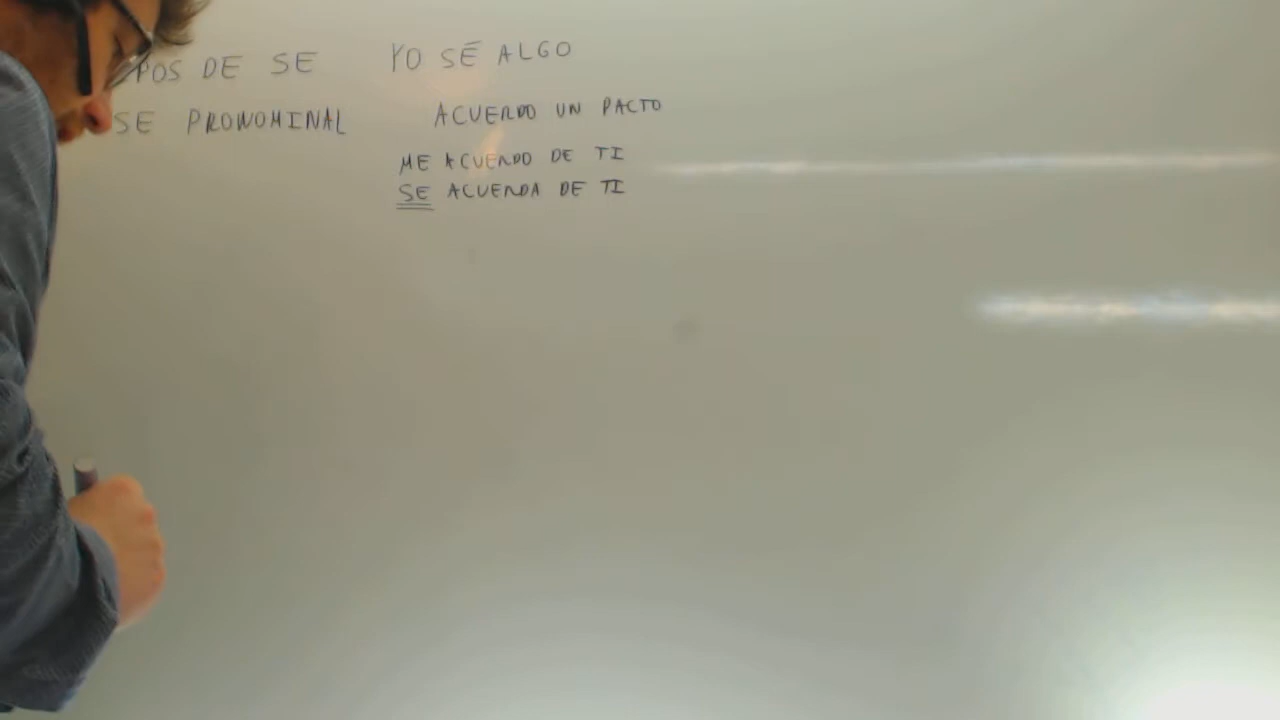 POS DE SE YO SÉ ALGO
SE PRONOMINAL ACUERDO UN PACTO
ME ACUERDO DE TI
SE ACUERDA DE TI